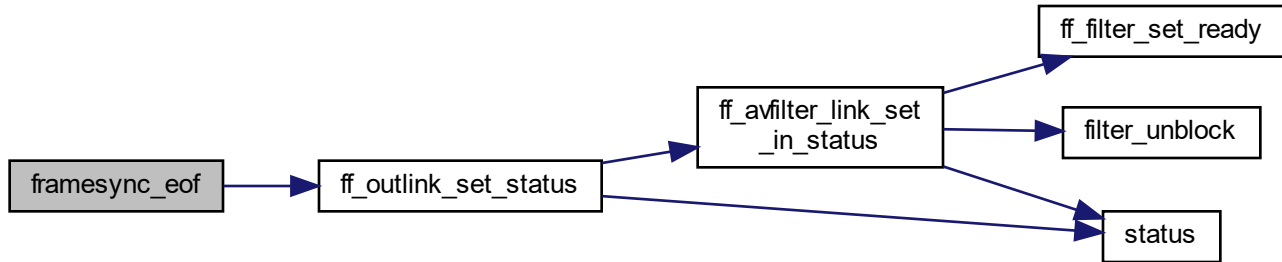 framesync_eof
ff_outlink_set_status
ff_avfilter_link_set
_in_status
ff_filter_set_ready
filter_unblock
status